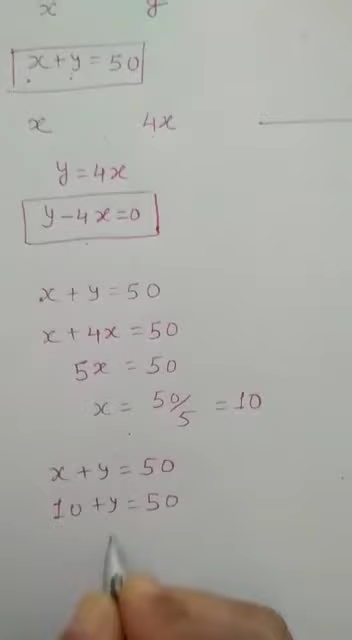 x y
x + y = 50
x 4x
y = 4x
y - 4x = 0
x + y = 50
x + 4x = 50
5x = 50
x = 50/5 = 10
x + y = 50
10 + y = 50